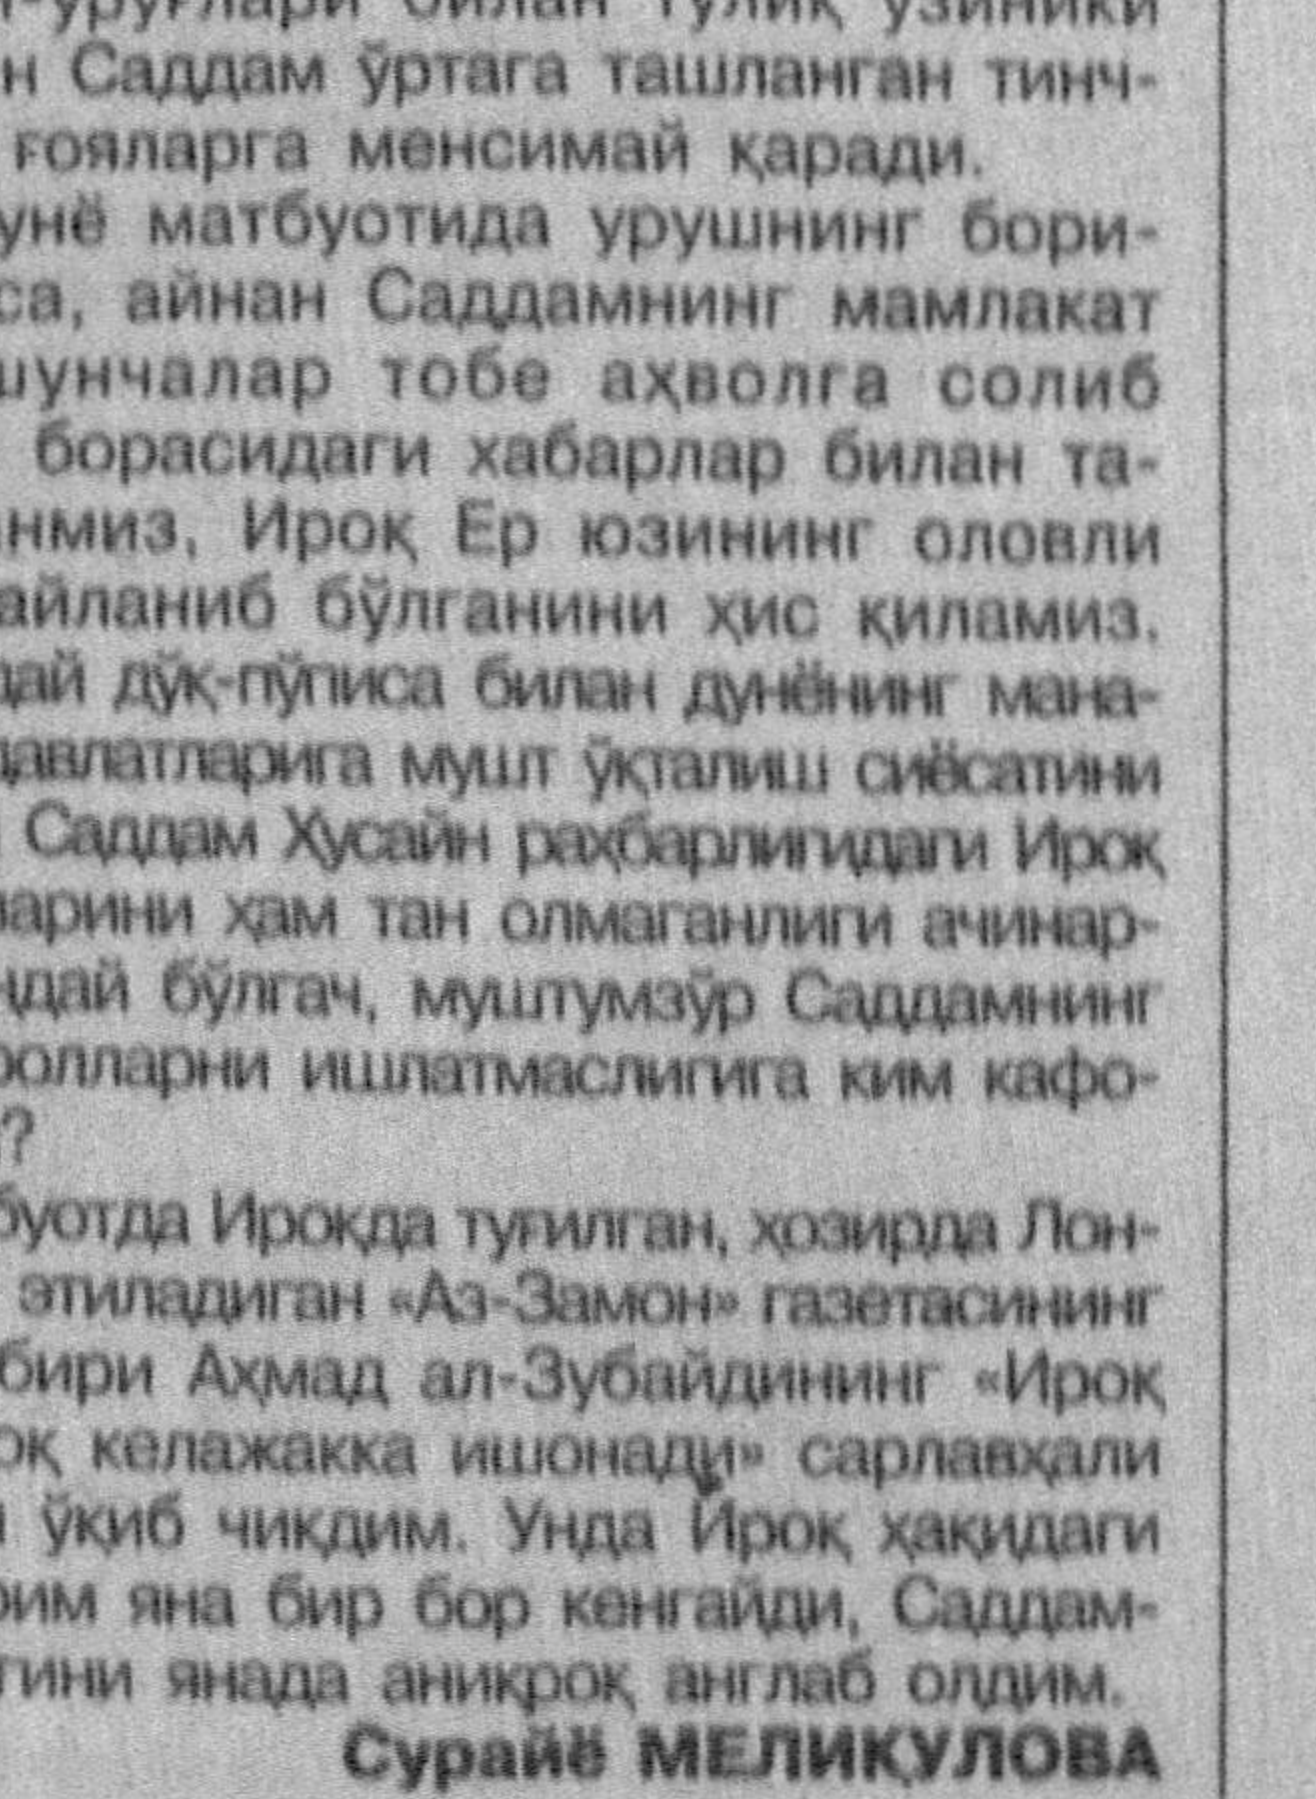 -уруғлари билан тўлиқ ўзиники
н Саддам ўртага ташланган тинч-
ғояларга менсимай қаради.
унё матбуотида урушнинг бори-
са, айнан Саддамнинг мамлакат
шунчалар тобе аҳволга солиб
борасидаги хабарлар билан та-
нмиз, Ироқ Ер юзининг оловли
айланиб бўлганини ҳис қиламиз.
дай дўқ-пўписа билан дунёнинг мана-
давлатларига мушт ўқталиш сиёсатини
Саддам Ҳусайн раҳбарлигидаги Ироқ
ларини ҳам тан олмаганлиги ачинар-
ндай бўлгач, муштумзўр Саддамнинг
ролларни ишлатмаслигига ким кафо-
?
буотда Ироқда туғилган, ҳозирда Лон-
этиладиган «Аз-Замон» газетасининг
бири Аҳмад ал-Зубайдининг «Ироқ
оқ келажакка ишонади» сарлавҳали
ўқиб чиқдим. Унда Ироқ ҳақидаги
рим яна бир бор кенгайди, Саддам-
гини янада аниқроқ англаб олдим.
Сурайё МЕЛИҚУЛОВА